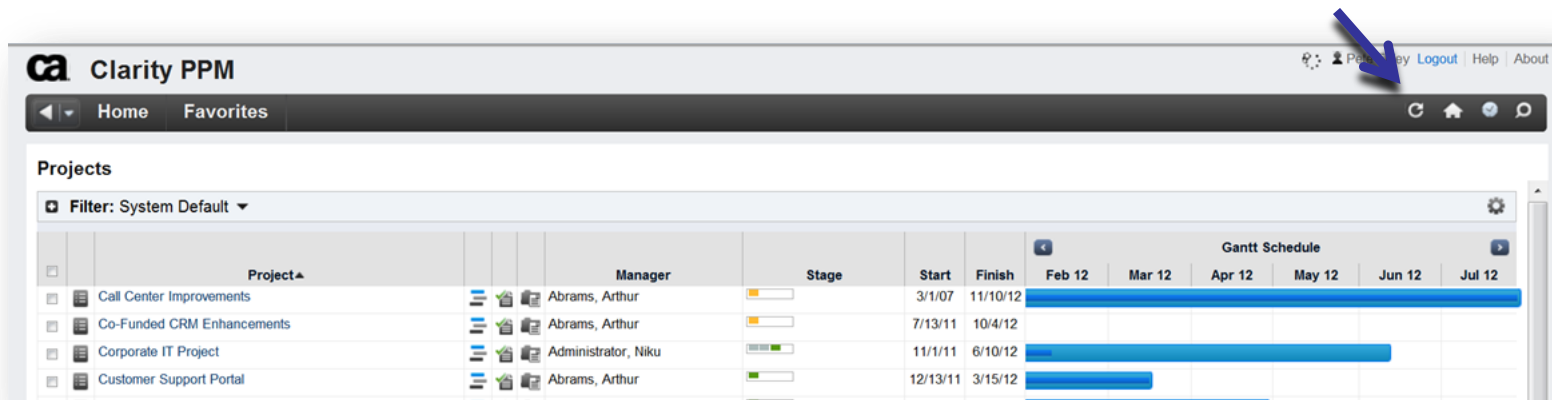 ca Clarity PPM
Logout Help About
Home Favorites
Projects
Filter: System Default
Gantt Schedule
Project Manager Stage Start Finish Feb 12 Mar 12 Apr 12 May 12 Jun 12 Jul 12
Call Center Improvements Abrams, Arthur 3/1/07 11/10/12
Co-Funded CRM Enhancements Abrams, Arthur 7/13/11 10/4/12
Corporate IT Project Administrator, Niku 11/1/11 6/10/12
Customer Support Portal Abrams, Arthur 12/13/11 3/15/12